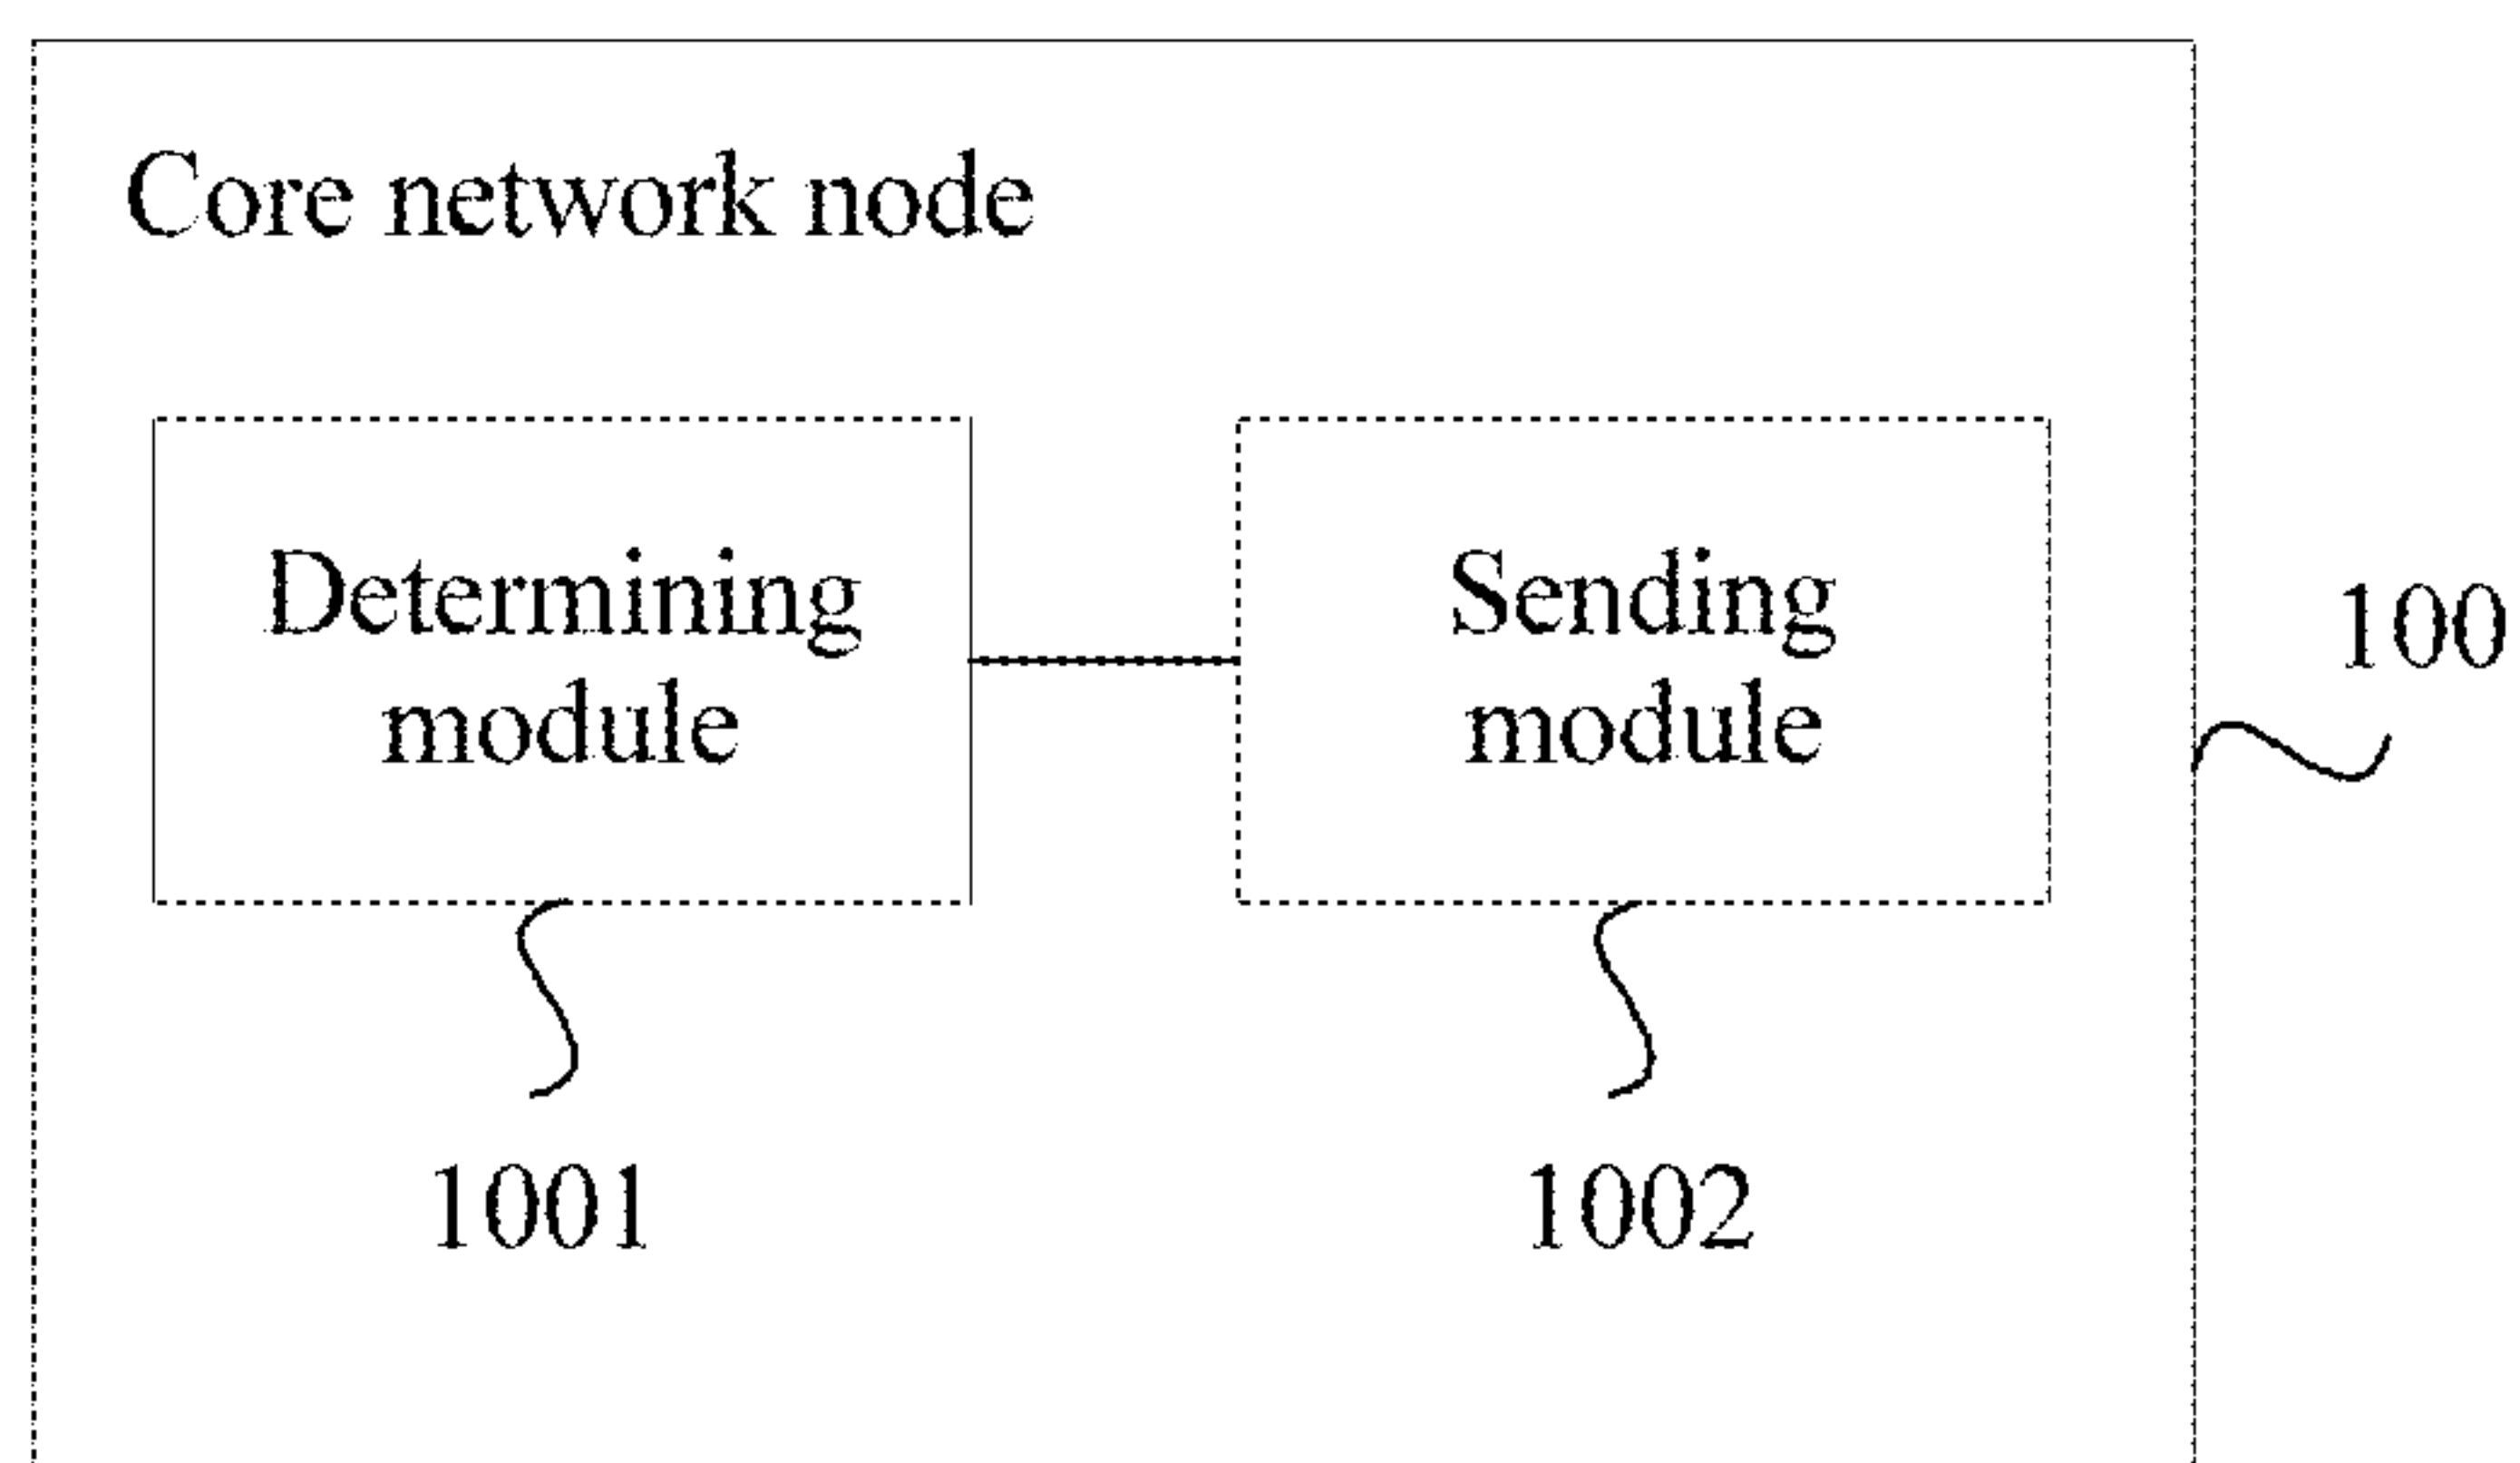 Core network node
Determining
module
Sending
module
100
1001
1002